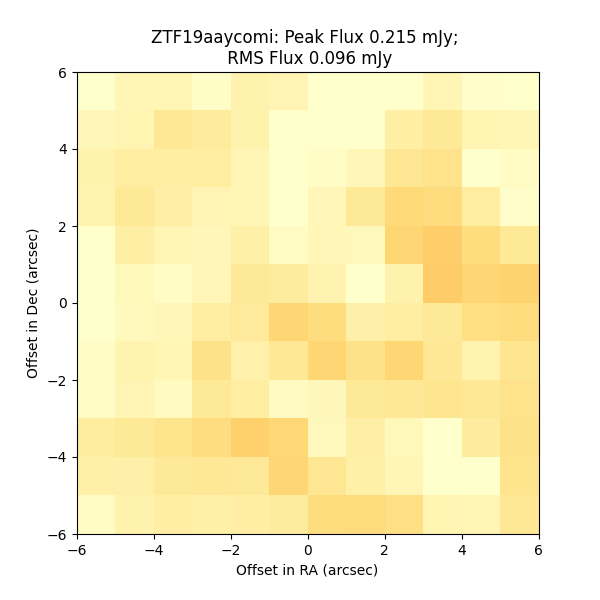 ZTF19aaycomi: Peak Flux 0.215 mJy;
RMS Flux 0.096 mJy
6
4
2
0
−2
−4
−6
Offset in Dec (arcsec)
−6 −4 −2 0 2 4 6
Offset in RA (arcsec)